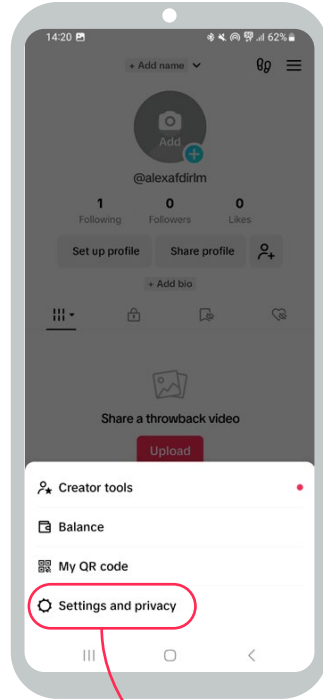 14:20 62%
+ Add name
Add
@alexafdirlm
1 0 0
Following Followers Likes
Set up profile Share profile
+ Add bio
Share a throwback video
Upload
Creator tools
Balance
My QR code
Settings and privacy